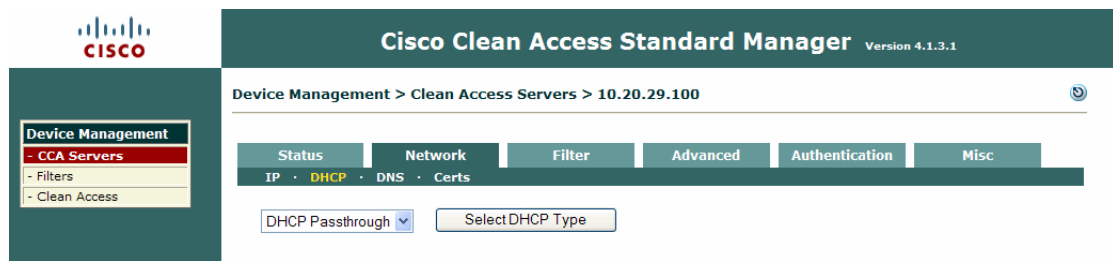 CISCO
Cisco Clean Access Standard Manager Version 4.1.3.1
Device Management > Clean Access Servers > 10.20.29.100
Device Management
- CCA Servers
- Filters
- Clean Access
Status Network Filter Advanced Authentication Misc
IP · DHCP · DNS · Certs
DHCP Passthrough Select DHCP Type